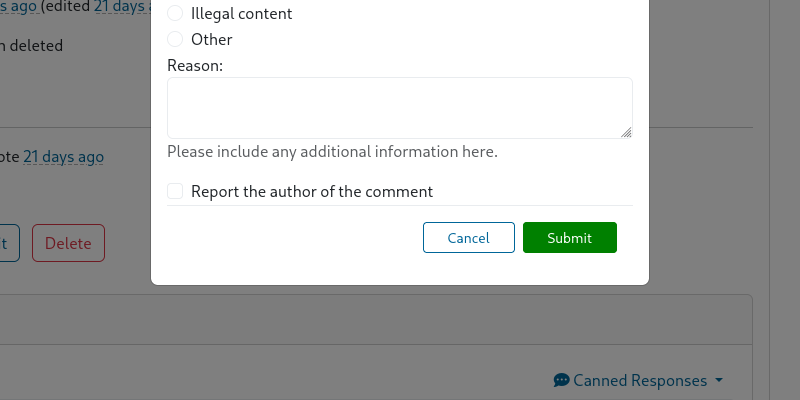 s ago (edited 21 days a
Illegal content
n deleted
Other
Reason:
Please include any additional information here.
ote 21 days ago
Report the author of the comment
Cancel
Submit
t
Delete
Canned Responses